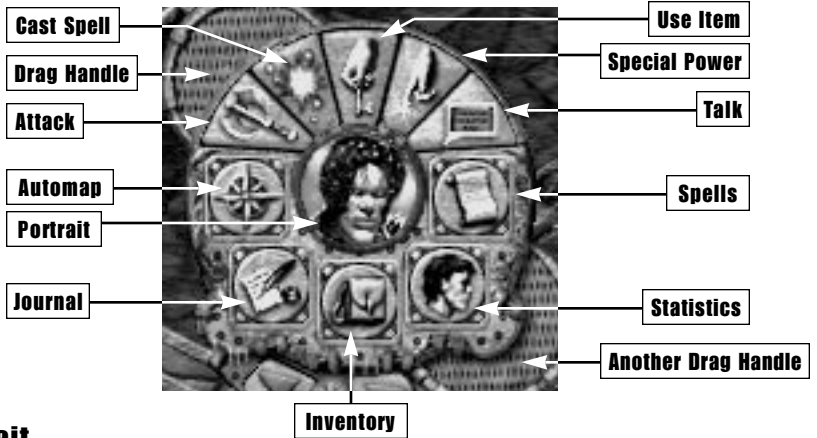 Cast Spell
Use Item
Drag Handle
Special Power
Attack
Talk
Automap
Spells
Portrait
Journal
Statistics
Another Drag Handle
Inventory